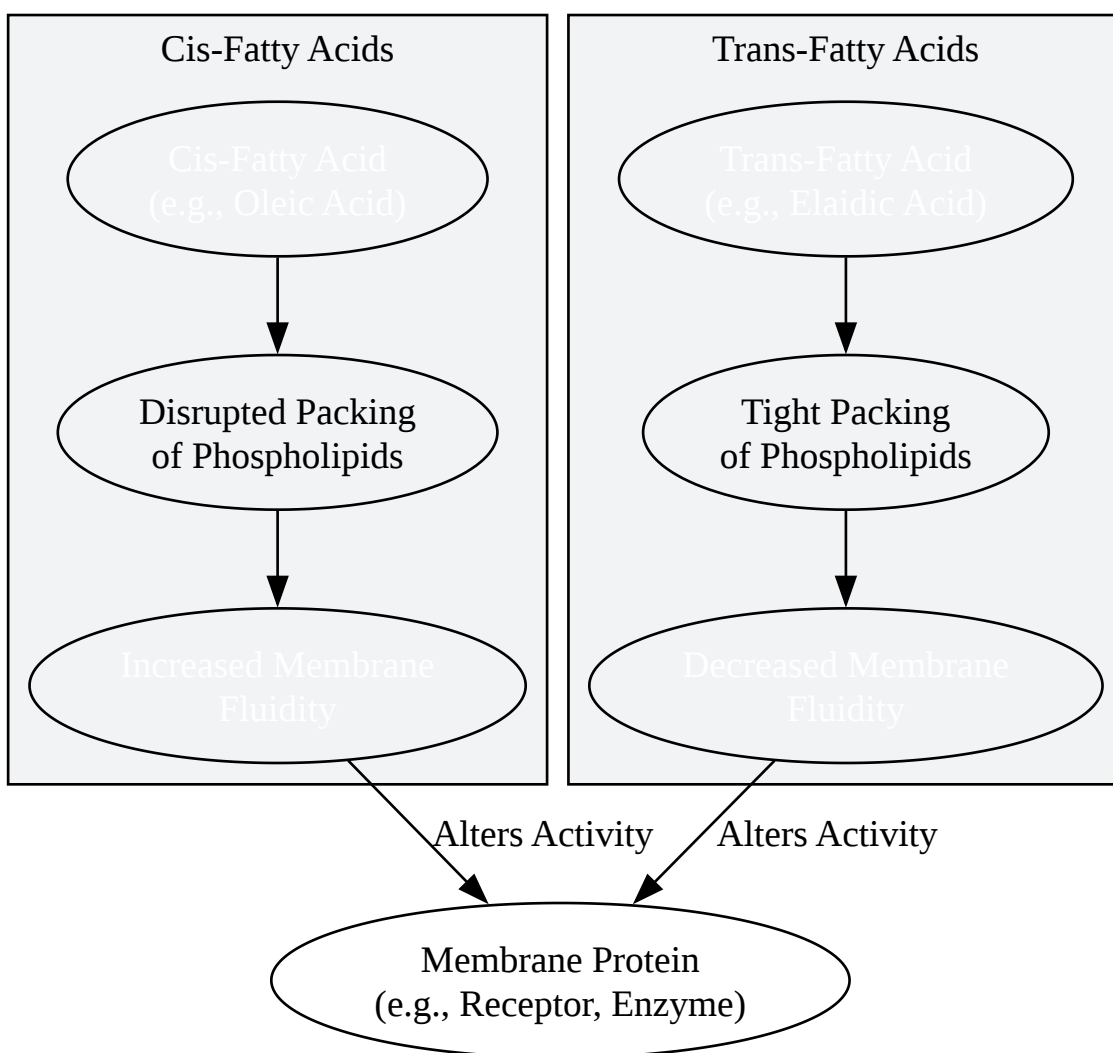 Cis-Fatty Acids
Cis-Fatty Acid
(e.g., Oleic Acid)
Disrupted Packing
of Phospholipids
Increased Membrane
Fluidity
Trans-Fatty Acids
Trans-Fatty Acid
(e.g., Elaidic Acid)
Tight Packing
of Phospholipids
Decreased Membrane
Fluidity
Alters Activity
Alters Activity
Membrane Protein
(e.g., Receptor, Enzyme)